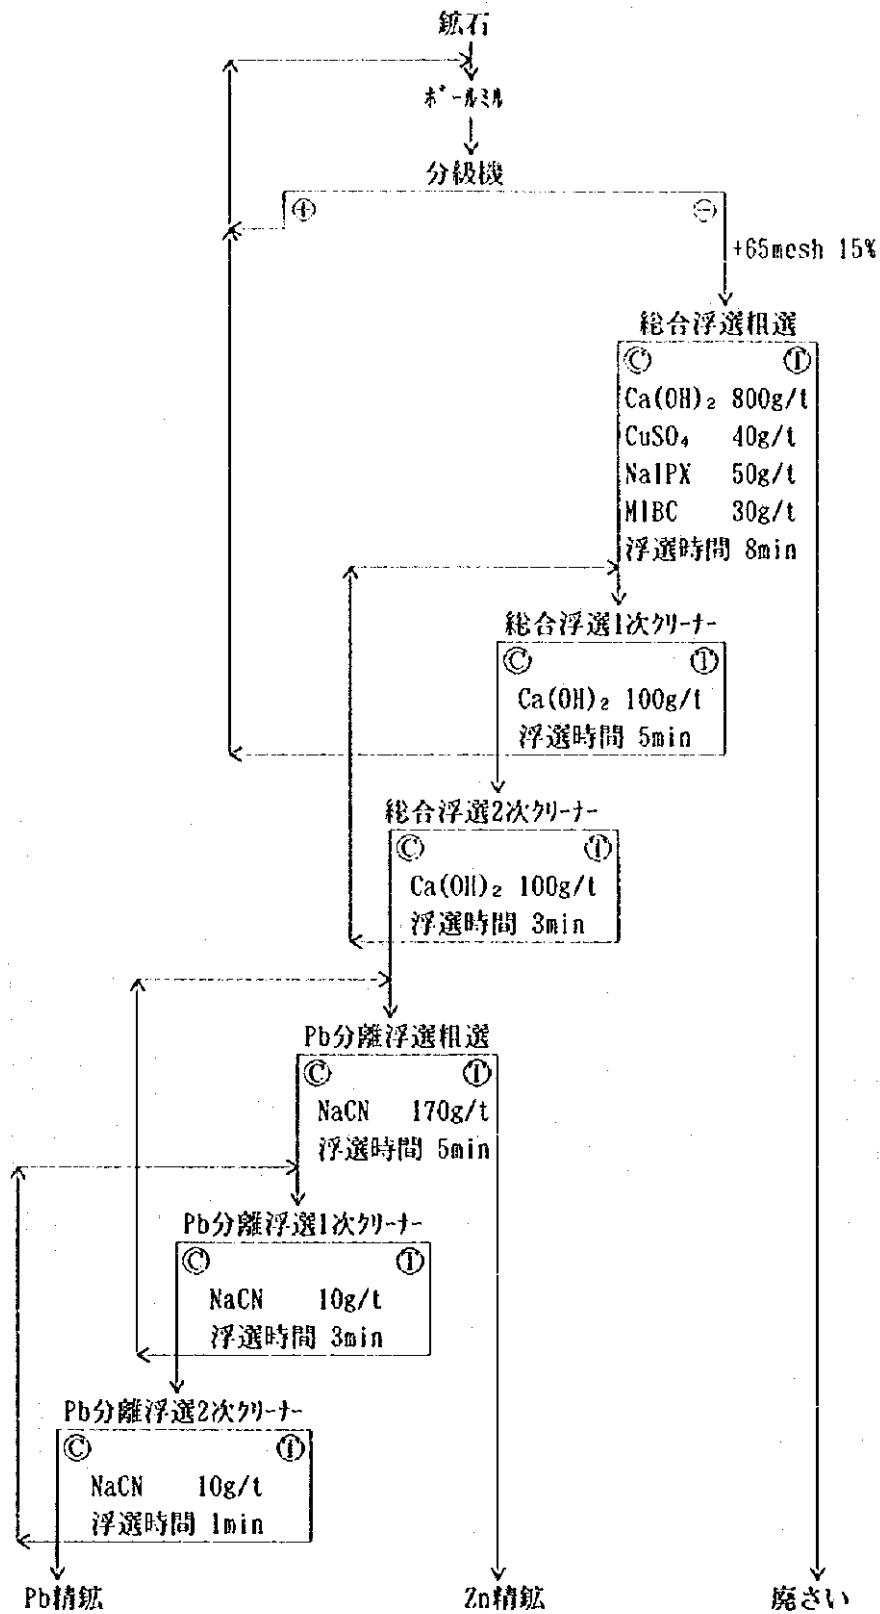 鉱石
ボールミル
分級機
⊕ ⊖
+65mesh 15%
総合浮選粗選
Ⓒ Ⓣ
Ca(OH)₂ 800g/t
CuSO₄ 40g/t
NaIPX 50g/t
MIBC 30g/t
浮選時間 8min
総合浮選1次クリーナー
Ⓒ Ⓣ
Ca(OH)₂ 100g/t
浮選時間 5min
総合浮選2次クリーナー
Ⓒ Ⓣ
Ca(OH)₂ 100g/t
浮選時間 3min
Pb分離浮選粗選
Ⓒ Ⓣ
NaCN 170g/t
浮選時間 5min
Pb分離浮選1次クリーナー
Ⓒ Ⓣ
NaCN 10g/t
浮選時間 3min
Pb分離浮選2次クリーナー
Ⓒ Ⓣ
NaCN 10g/t
浮選時間 1min
Pb精鉱 Zn精鉱 廃さい